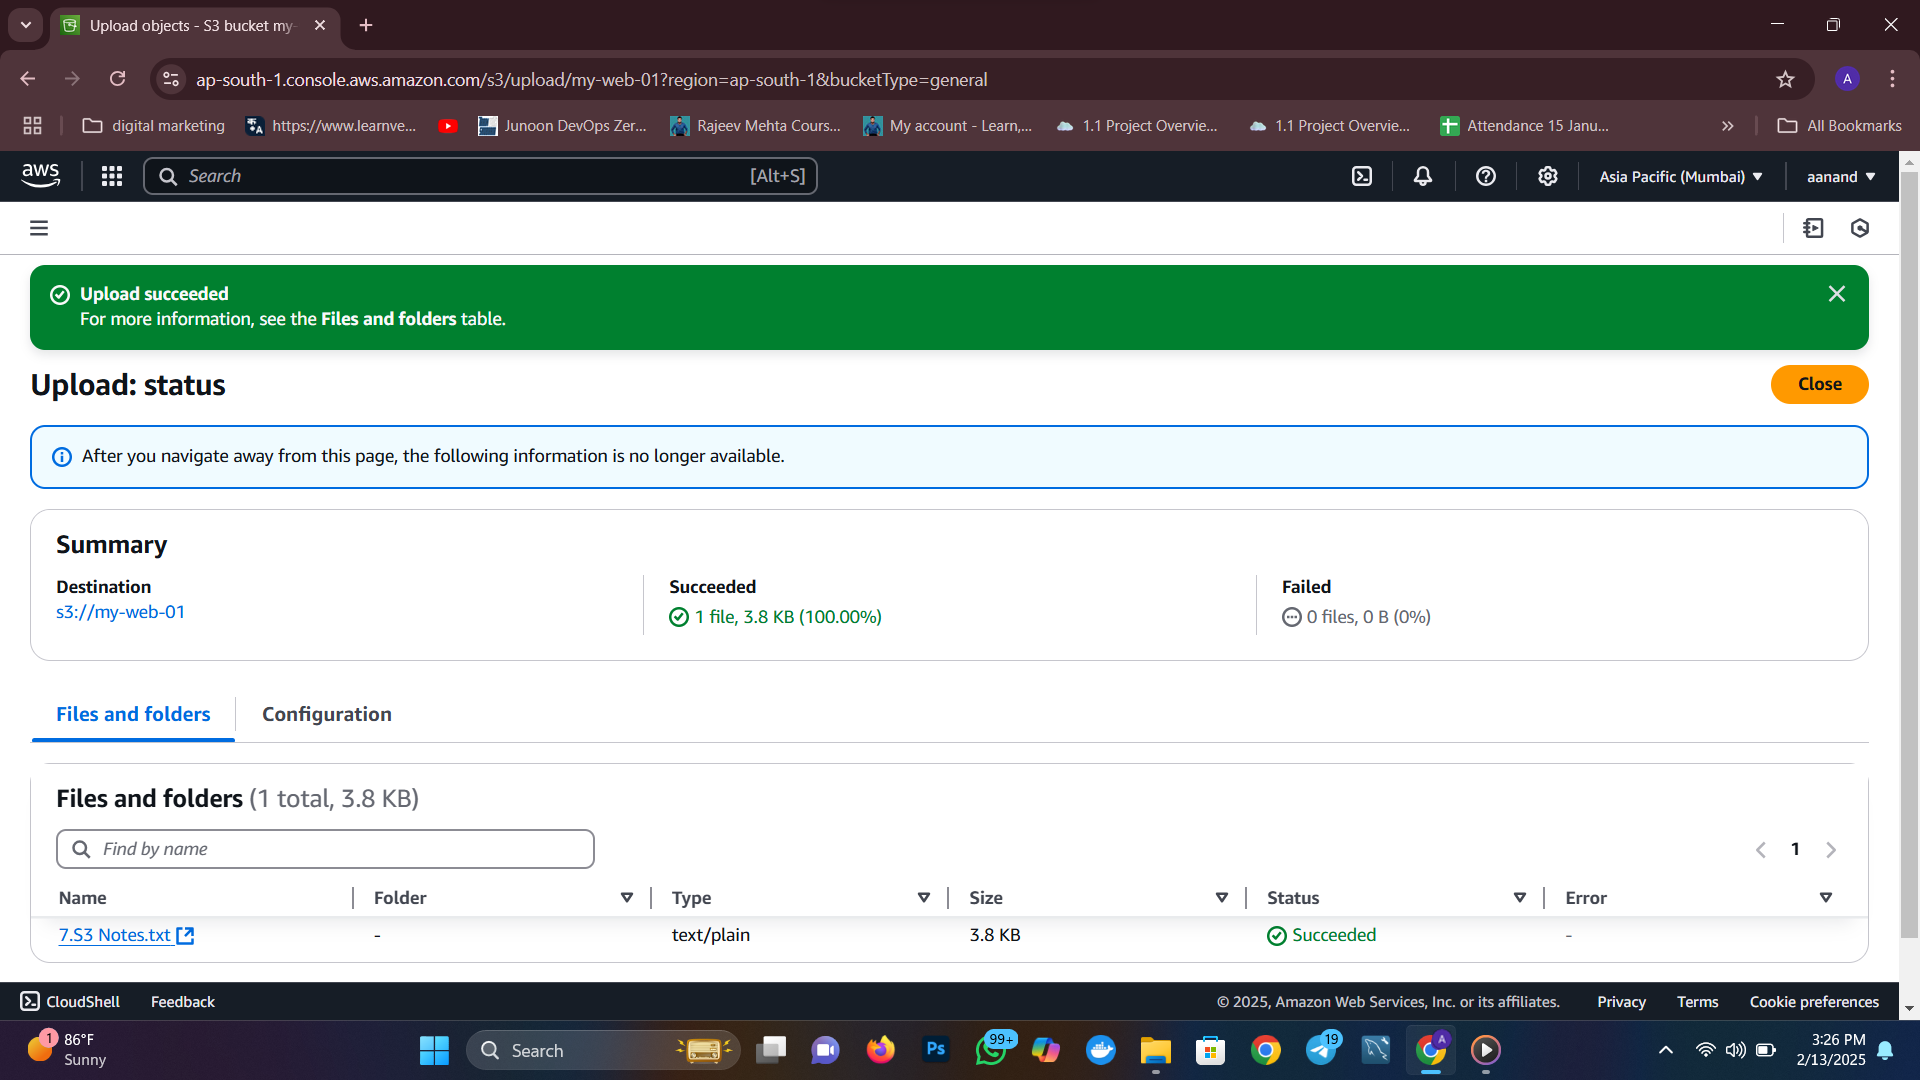 Upload objects - S3 bucket my-
ap-south-1.console.aws.amazon.com/s3/upload/my-web-01?region=ap-south-1&bucketType=general
A
digital marketing
https://www.learnve...
Junoon DevOps Zer...
Rajeev Mehta Cours...
My account - Learn,...
1.1 Project Overvie...
1.1 Project Overvie...
Attendance 15 Janu...
All Bookmarks
aws
Search
[Alt+S]
Asia Pacific (Mumbai)
aanand
Upload succeeded
For more information, see the Files and folders table.
Upload: status
Close
After you navigate away from this page, the following information is no longer available.
Summary
Destination
s3://my-web-01
Succeeded
1 file, 3.8 KB (100.00%)
Failed
0 files, 0 B (0%)
Files and folders
Configuration
Files and folders (1 total, 3.8 KB)
Find by name
1
Name Folder Type Size Status Error
7.S3 Notes.txt - text/plain 3.8 KB Succeeded -
CloudShell
Feedback
© 2025, Amazon Web Services, Inc. or its affiliates.
Privacy
Terms
Cookie preferences
1
86°F
Sunny
Search
Ps
99+
19
A
3:26 PM
2/13/2025